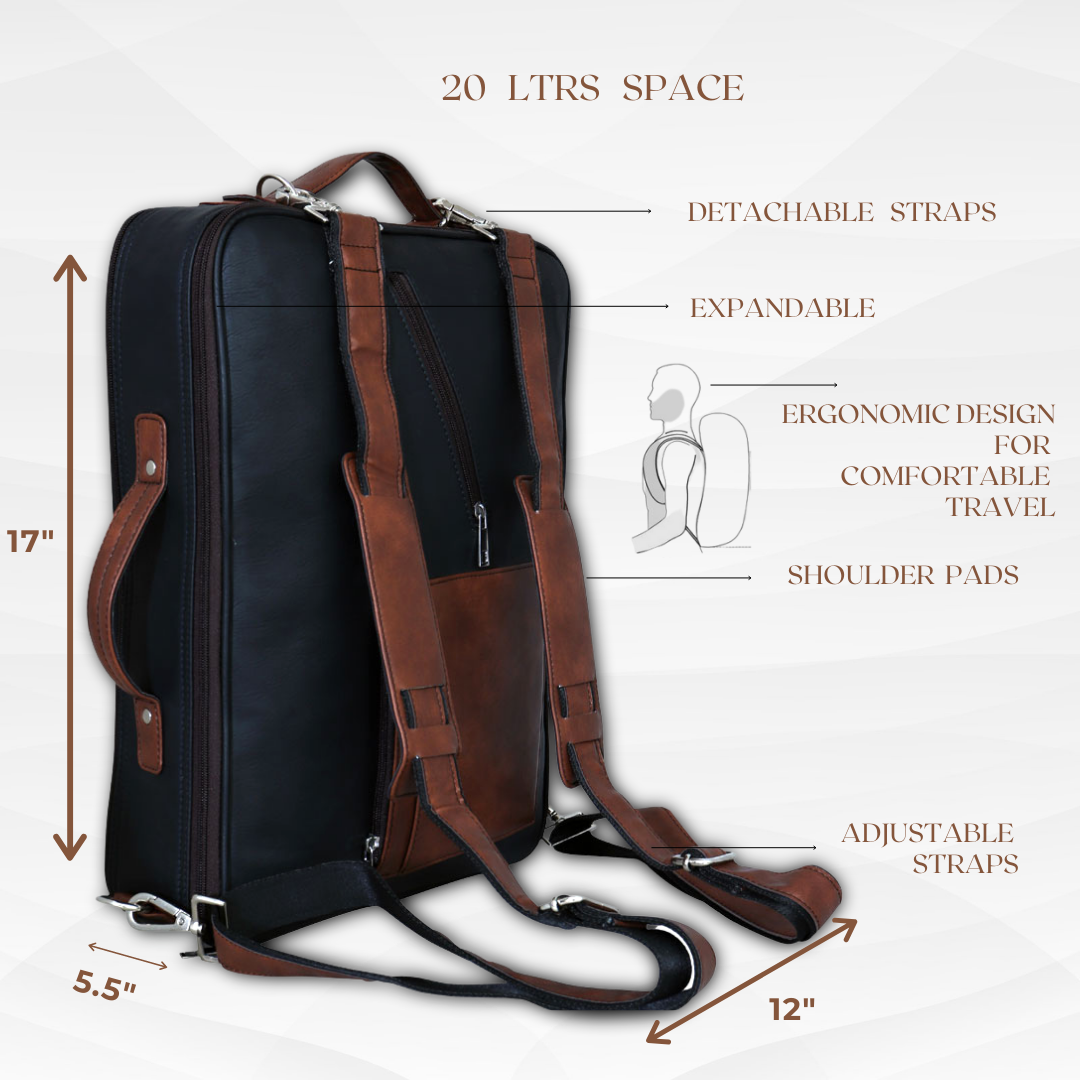 20 LTRS SPACE
DETACHABLE STRAPS
EXPANDABLE
ERGONOMIC DESIGN
FOR
COMFORTABLE
TRAVEL
17"
SHOULDER PADS
ADJUSTABLE
STRAPS
5.5"
12"